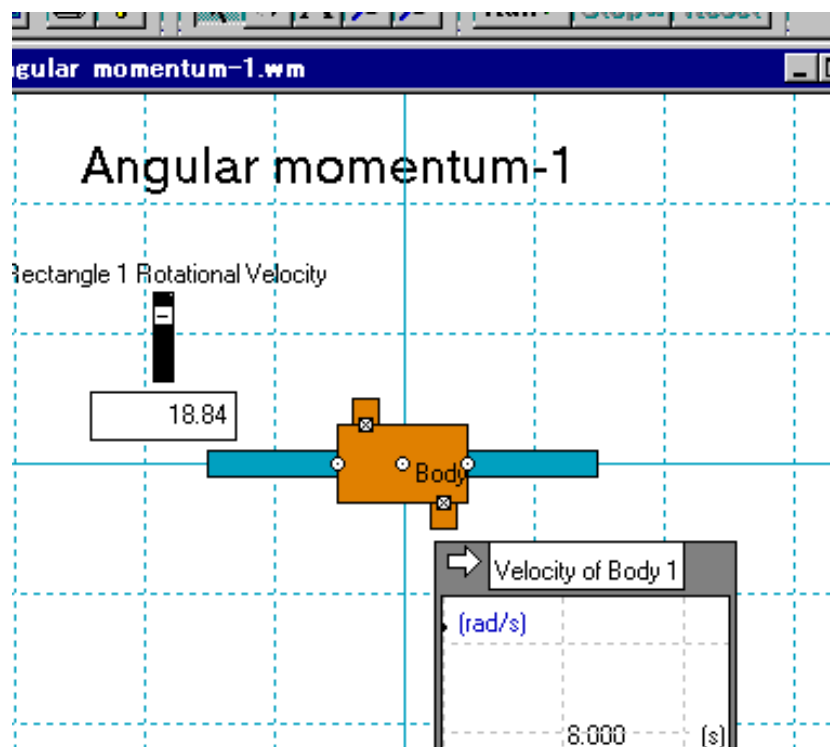 ngular momentum-1.wm
Angular momentum-1
Rectangle 1 Rotational Velocity
18.84
Body
Velocity of Body 1
(rad/s)
8.000
(s)